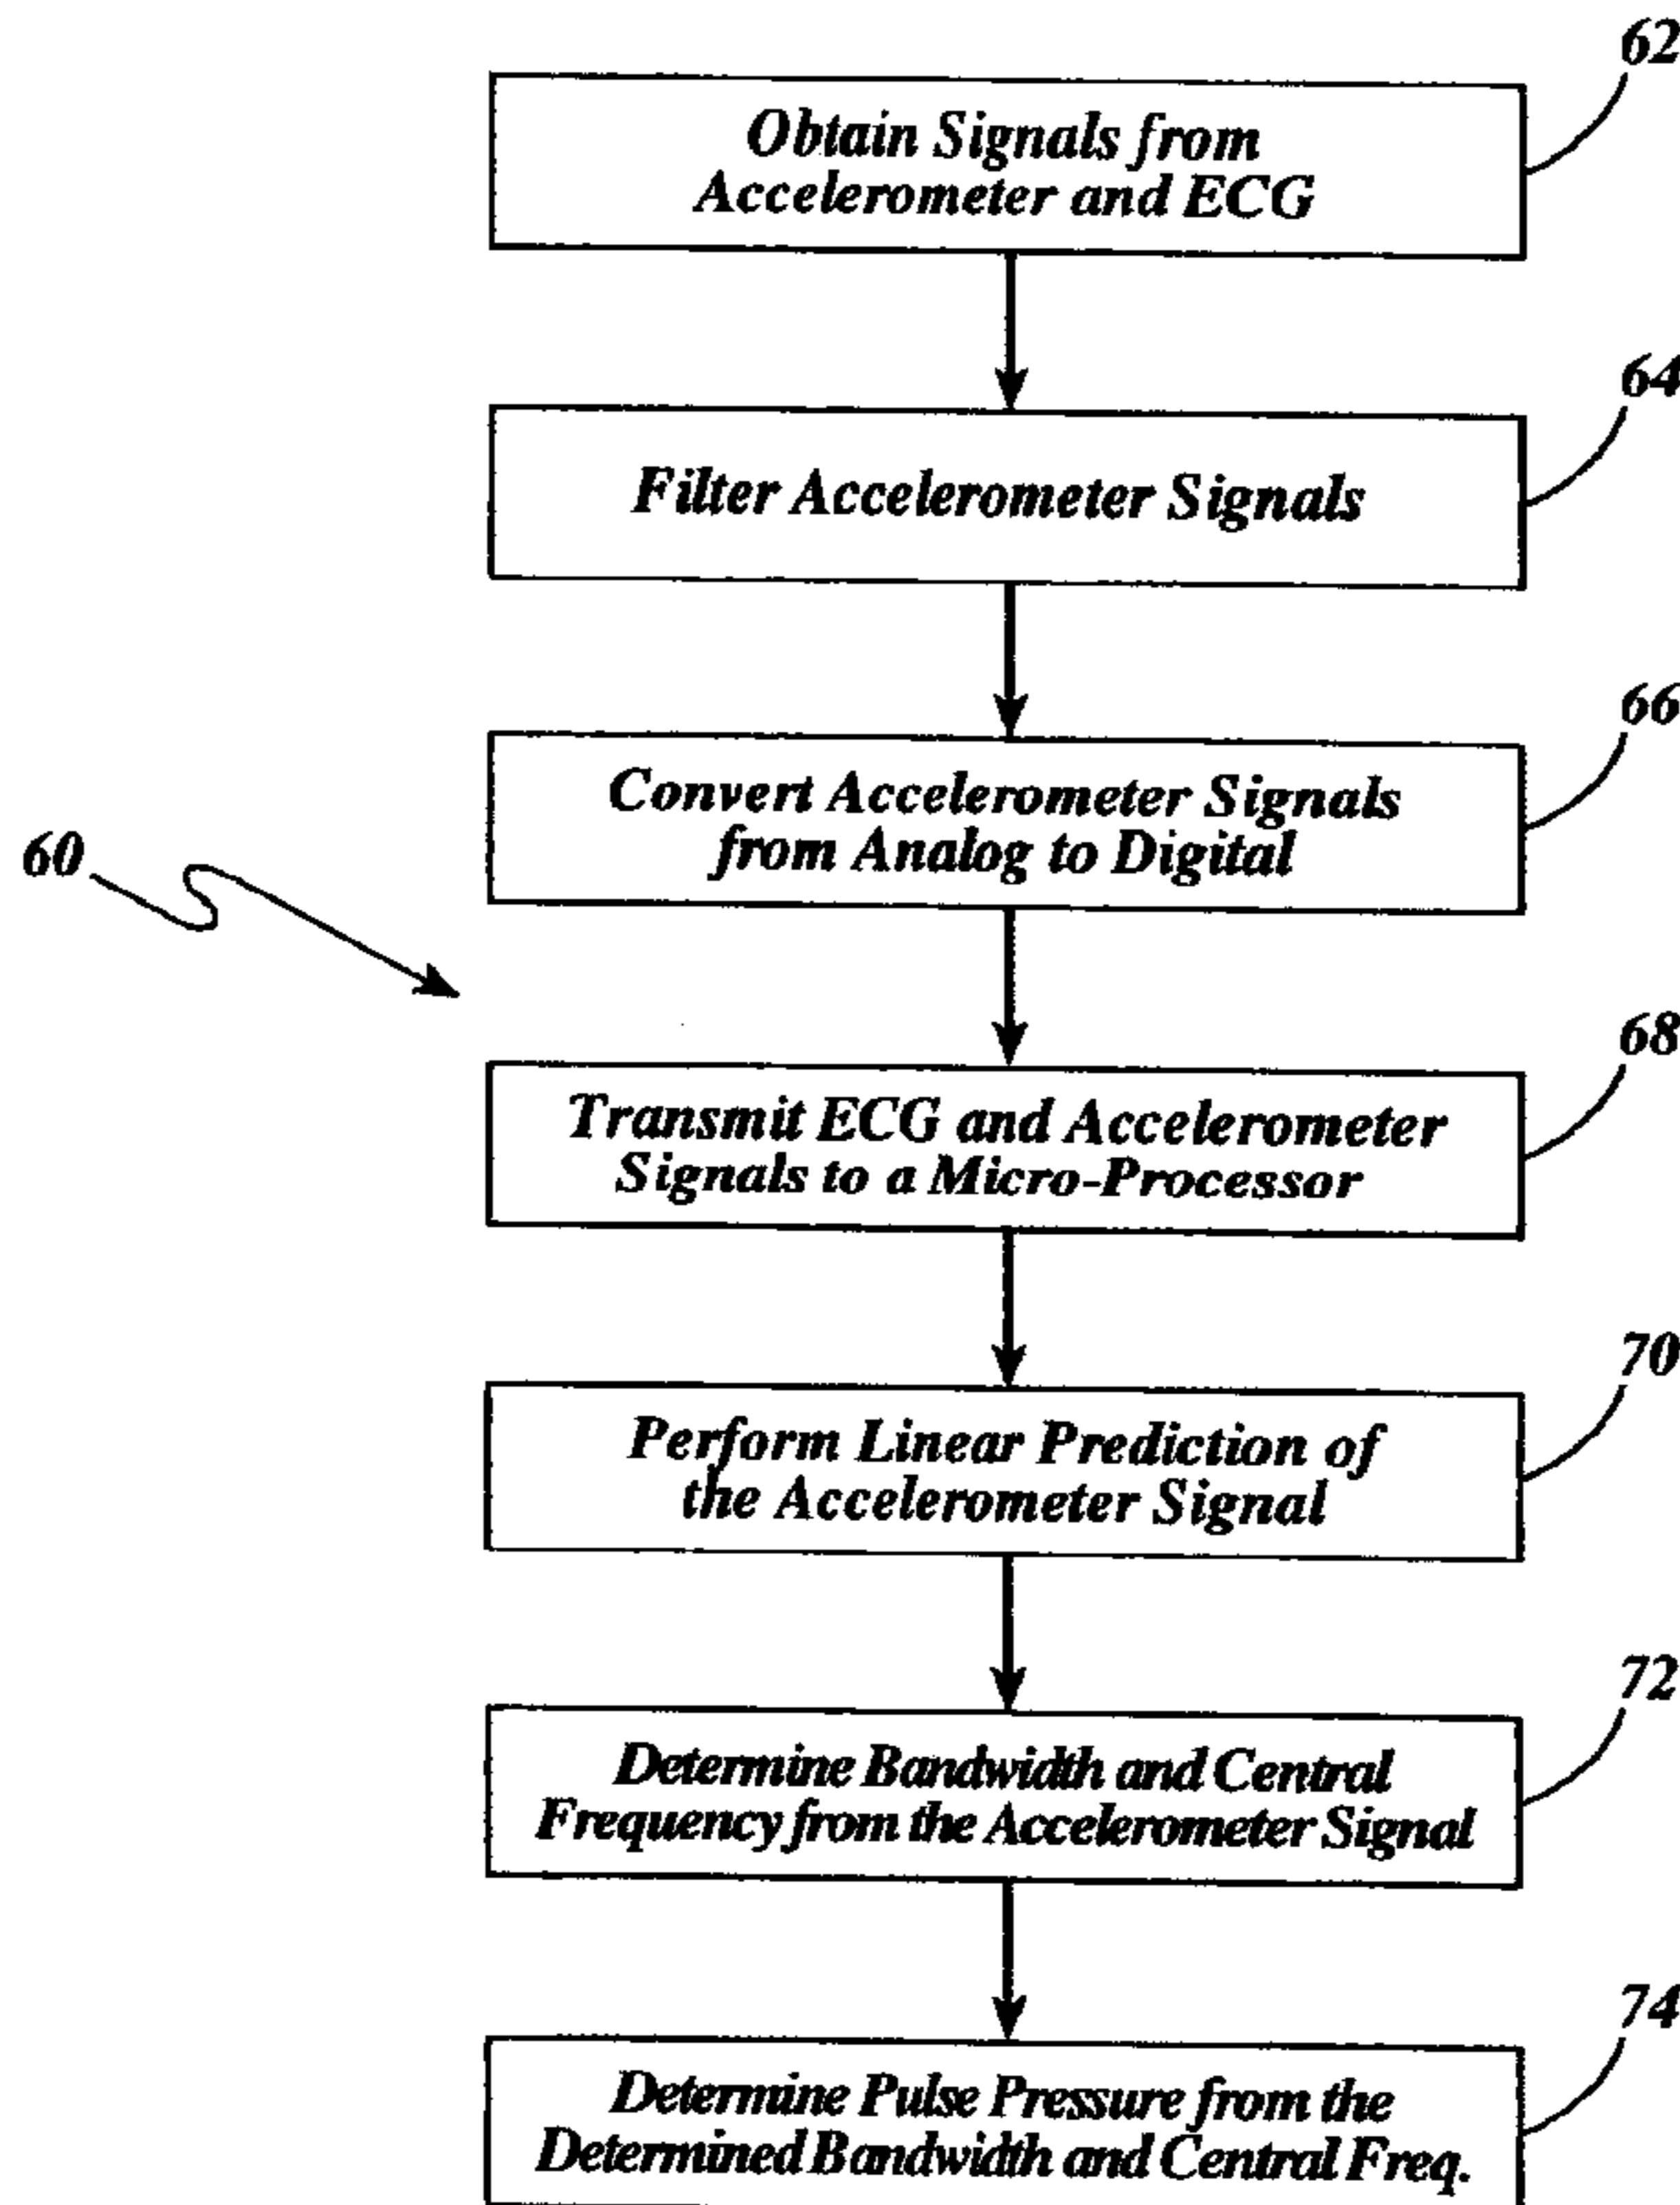 62
Obtain Signals from
Accelerometer and ECG
64
Filter Accelerometer Signals
66
Convert Accelerometer Signals
from Analog to Digital
60
68
Transmit ECG and Accelerometer
Signals to a Micro-Processor
70
Perform Linear Prediction of
the Accelerometer Signal
72
Determine Bandwidth and Central
Frequency from the Accelerometer Signal
74
Determine Pulse Pressure from the
Determined Bandwidth and Central Freq.